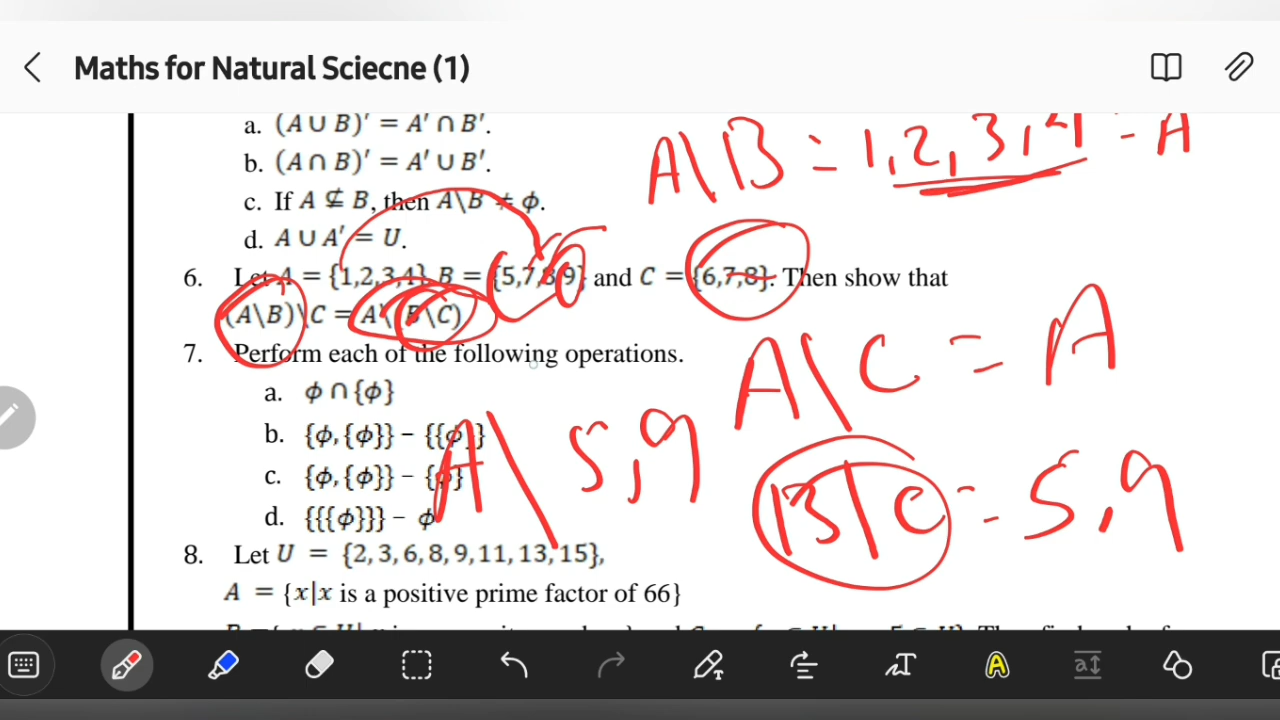 Maths for Natural Sciecne (1)
a. (A ∪ B)′ = A′ ∩ B′.
b. (A ∩ B)′ = A′ ∪ B′.
c. If A ⊈ B, then A\B ≠ ϕ.
d. A ∪ A′ = U.
A\B = 1,2,3,4 = A
6. Let A = {1,2,3,4}, B = {5,7,8,9} and C = {6,7,8}. Then show that
(A\B)\C = A\(B\C)
A\C = A
7. Perform each of the following operations.
a. ϕ ∩ {ϕ}
b. {ϕ, {ϕ}} − {{ϕ}}
c. {ϕ, {ϕ}} − {ϕ}
d. {{{ϕ}}} − ϕ
A\ 5,9
B\C = 5,9
8. Let U = {2, 3, 6, 8, 9, 11, 13, 15},
A = {x|x is a positive prime factor of 66}